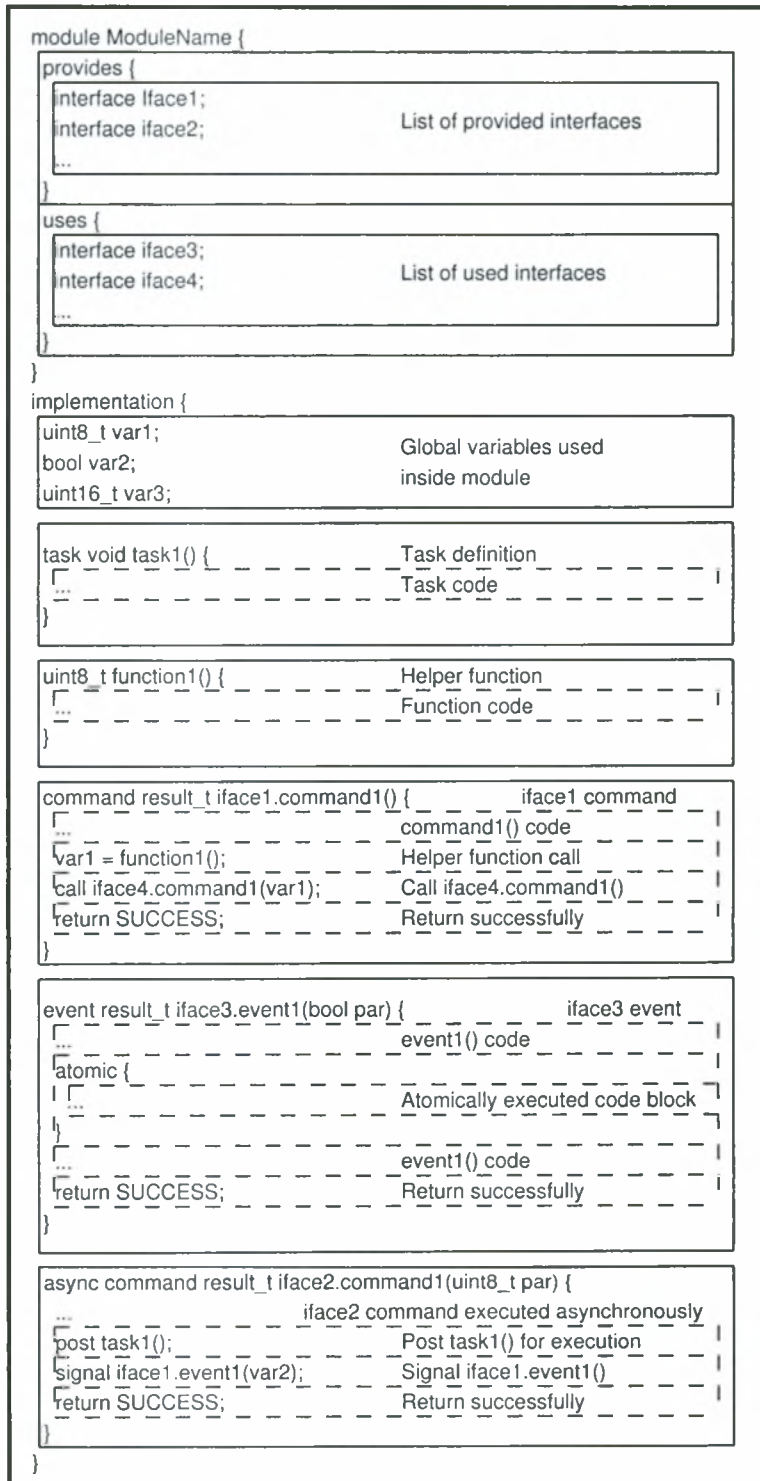 module ModuleName {
provides {
interface Iface1;
interface iface2; List of provided interfaces
...
}
uses {
interface iface3;
interface iface4; List of used interfaces
...
}
}
implementation {
uint8_t var1;
bool var2; Global variables used
uint16_t var3; inside module
task void task1() { Task definition
... Task code
}
uint8_t function1() { Helper function
... Function code
}
command result_t iface1.command1() { iface1 command
... command1() code
var1 = function1(); Helper function call
call iface4.command1(var1); Call iface4.command1()
return SUCCESS; Return successfully
}
event result_t iface3.event1(bool par) { iface3 event
... event1() code
atomic {
... Atomically executed code block
}
... event1() code
return SUCCESS; Return successfully
}
async command result_t iface2.command1(uint8_t par) {
... iface2 command executed asynchronously
post task1(); Post task1() for execution
signal iface1.event1(var2); Signal iface1.event1()
return SUCCESS; Return successfully
}
}